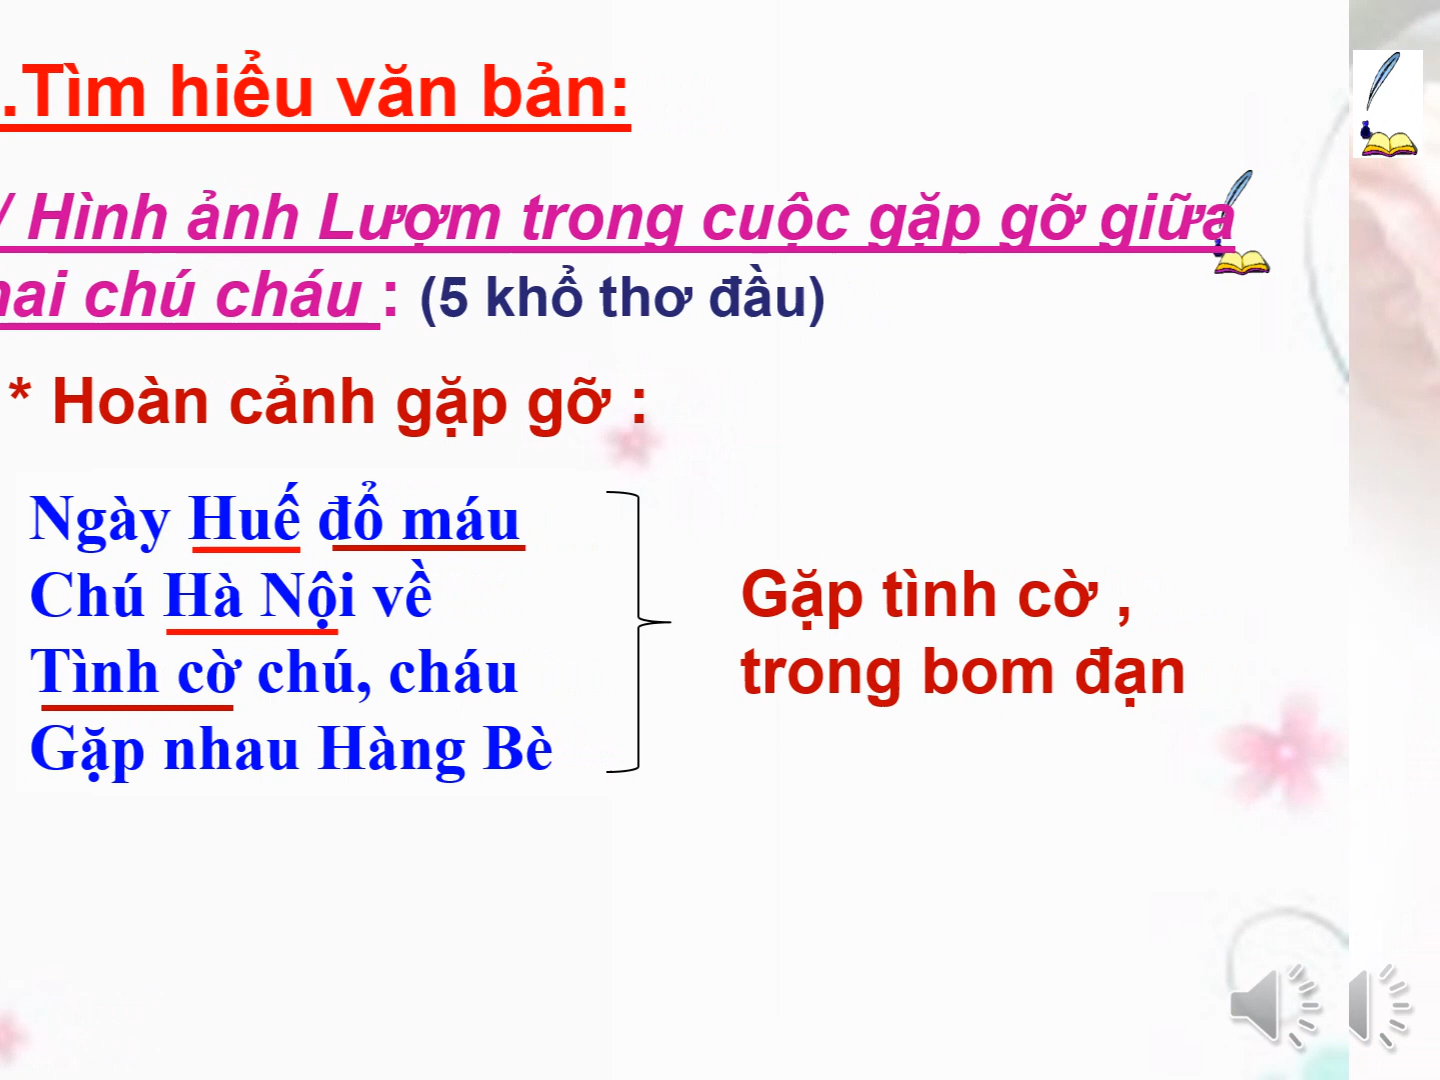 .Tìm hiểu văn bản:
/ Hình ảnh Lượm trong cuộc gặp gỡ giữa
hai chú cháu : (5 khổ thơ đầu)
* Hoàn cảnh gặp gỡ :
Ngày Huế đổ máu
Chú Hà Nội về
Tình cờ chú, cháu
Gặp nhau Hàng Bè
Gặp tình cờ ,
trong bom đạn